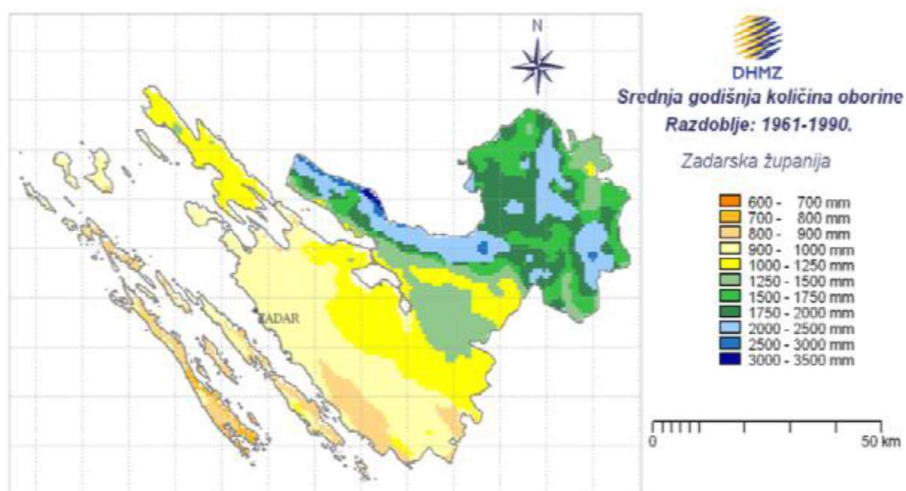 N
DHMZ
Srednja godišnja količina oborine
Razdoblje: 1961-1990.
Zadarska županija
600 - 700 mm
700 - 800 mm
800 - 900 mm
900 - 1000 mm
1000 - 1250 mm
1250 - 1500 mm
1500 - 1750 mm
1750 - 2000 mm
2000 - 2500 mm
2500 - 3000 mm
3000 - 3500 mm
ZADAR
0 50 km